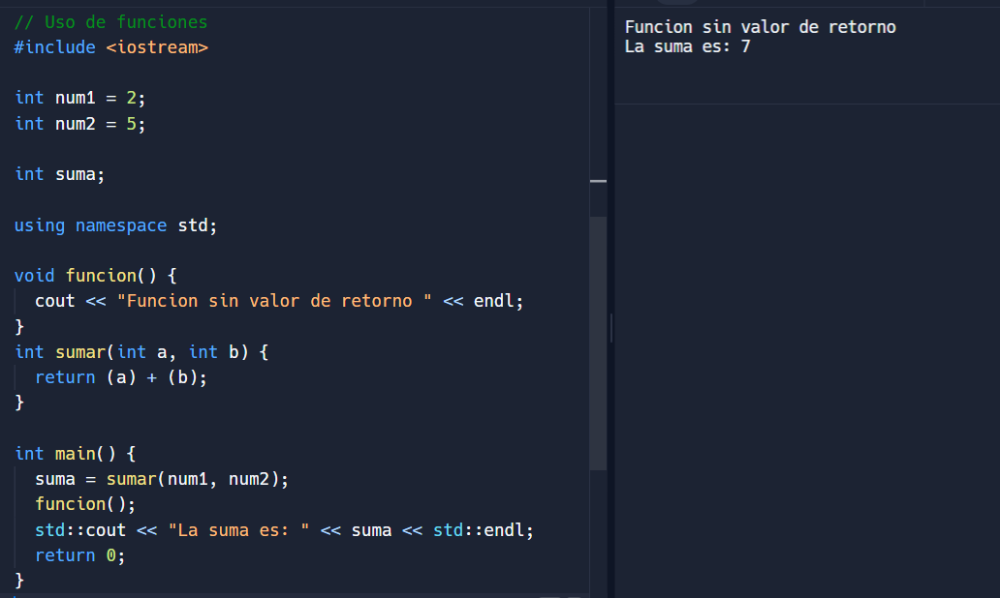 // Uso de funciones
#include <iostream>
int num1 = 2;
int num2 = 5;
int suma;
using namespace std;
void funcion() {
cout << "Funcion sin valor de retorno " << endl;
}
int sumar(int a, int b) {
return (a) + (b);
}
int main() {
suma = sumar(num1, num2);
funcion();
std::cout << "La suma es: " << suma << std::endl;
return 0;
}
Funcion sin valor de retorno
La suma es: 7